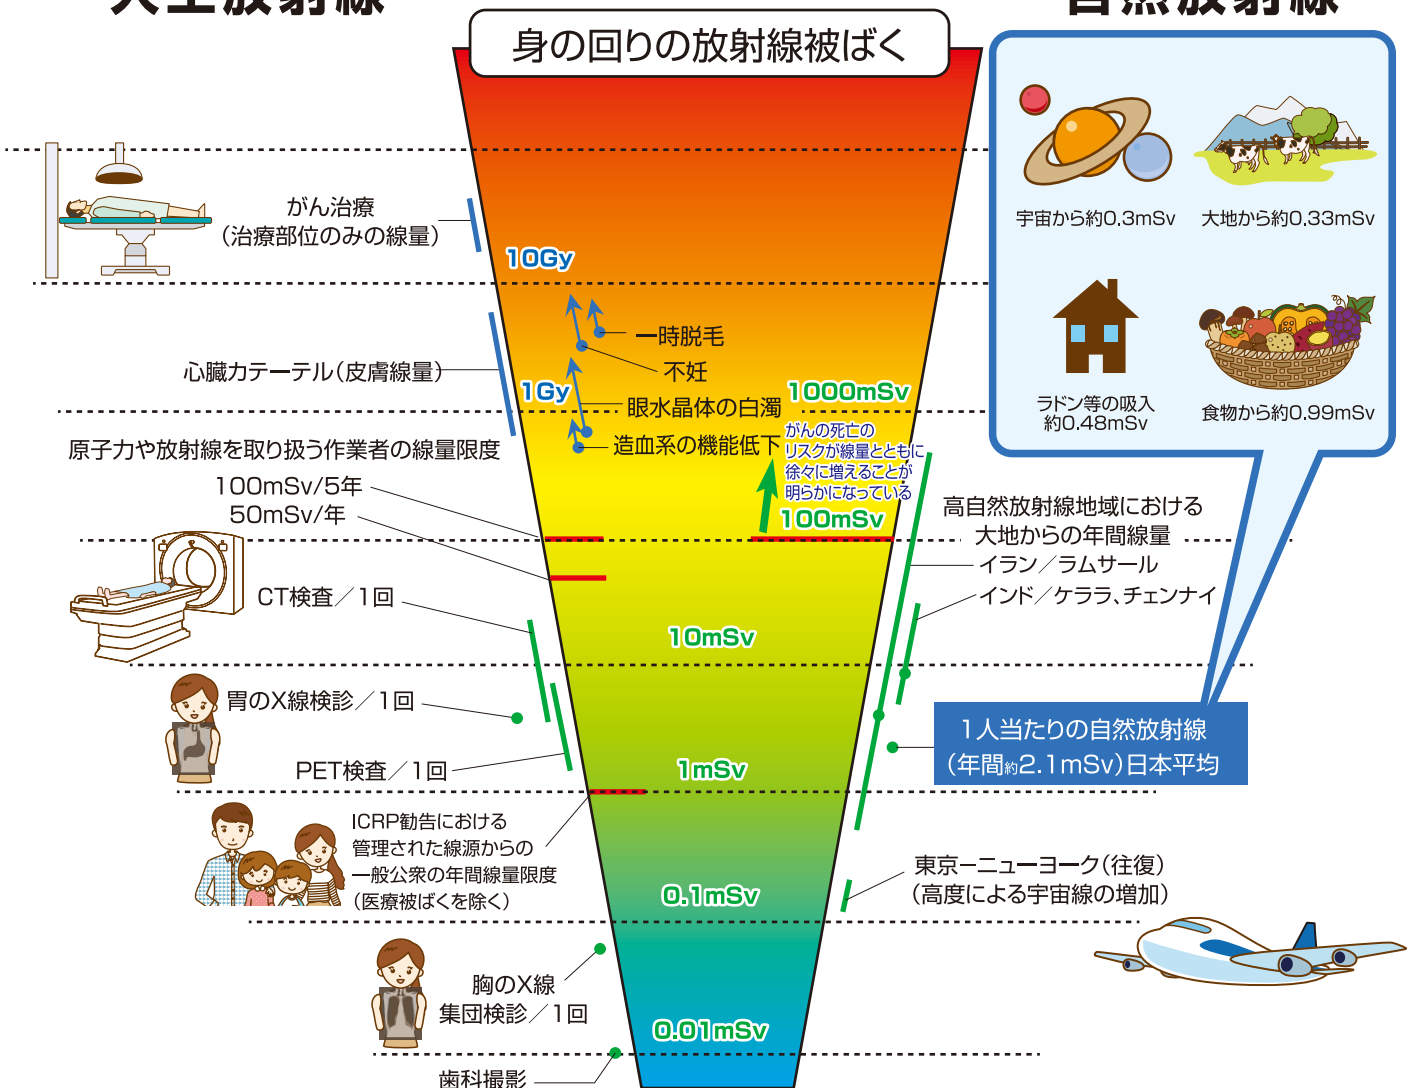 人工放射線
自然放射線
身の回りの放射線被ばく
宇宙から約0.3mSv
大地から約0.33mSv
ラドン等の吸入
約0.48mSv
食物から約0.99mSv
がん治療
(治療部位のみの線量)
10Gy
一時脱毛
不妊
心臓カテーテル(皮膚線量)
1Gy
1000mSv
眼水晶体の白濁
造血系の機能低下
がんの死亡の
リスクが線量とともに
徐々に増えることが
明らかになっている
100mSv
原子力や放射線を取り扱う作業者の線量限度
100mSv/5年
50mSv/年
高自然放射線地域における
大地からの年間線量
イラン/ラムサール
インド/ケララ、チェンナイ
CT検査/1回
10mSv
胃のX線検診/1回
PET検査/1回
1mSv
1人当たりの自然放射線
(年間約2.1mSv)日本平均
ICRP勧告における
管理された線源からの
一般公衆の年間線量限度
(医療被ばくを除く)
0.1mSv
東京ーニューヨーク(往復)
(高度による宇宙線の増加)
胸のX線
集団検診/1回
0.01mSv
歯科撮影